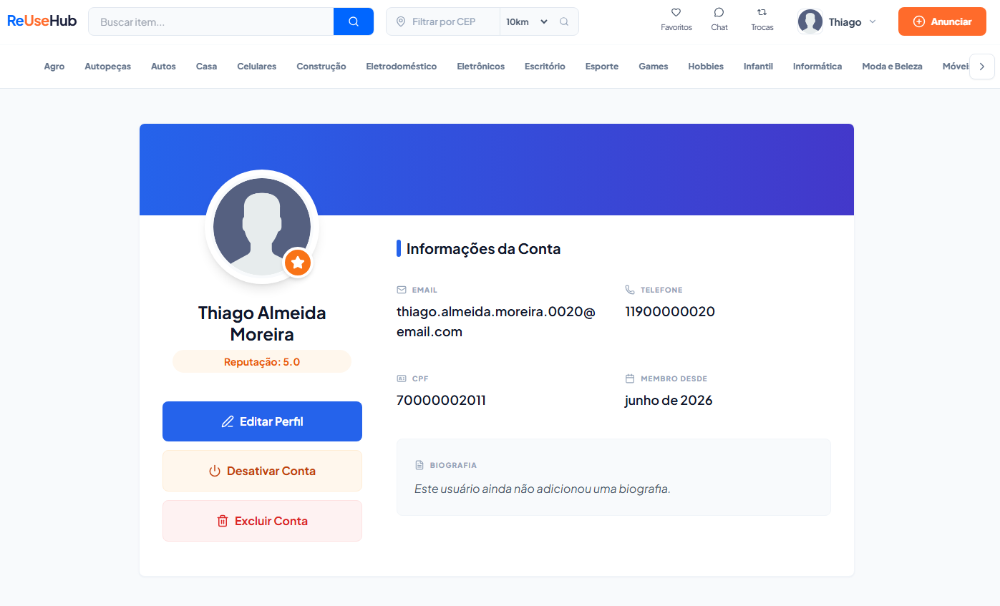 ReUseHub
Buscar item...
Filtrar por CEP
10km
Favoritos
Chat
Trocas
Thiago
Anunciar
Agro
Autopeças
Autos
Casa
Celulares
Construção
Eletrodoméstico
Eletrônicos
Escritório
Esporte
Games
Hobbies
Infantil
Informática
Moda e Beleza
Móveis
Thiago Almeida
Moreira
Reputação: 5.0
Editar Perfil
Desativar Conta
Excluir Conta
Informações da Conta
EMAIL
thiago.almeida.moreira.0020@
email.com
TELEFONE
11900000020
CPF
70000002011
MEMBRO DESDE
junho de 2026
BIOGRAFIA
Este usuário ainda não adicionou uma biografia.